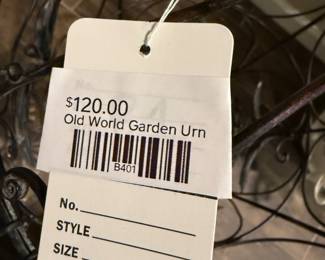 $120.00
Old World Garden Urn
B401
No.
STYLE
SIZE